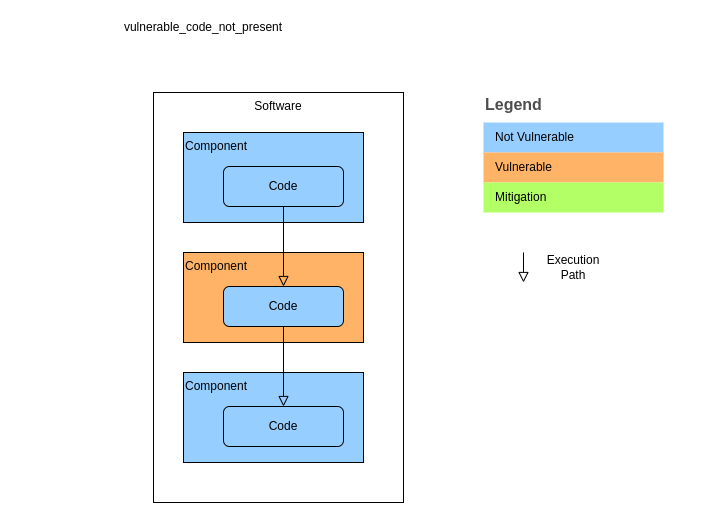 vulnerable_code_not_present
Software
Component
Code
Component
Code
Component
Code
Legend
Not Vulnerable
Vulnerable
Mitigation
Execution
Path